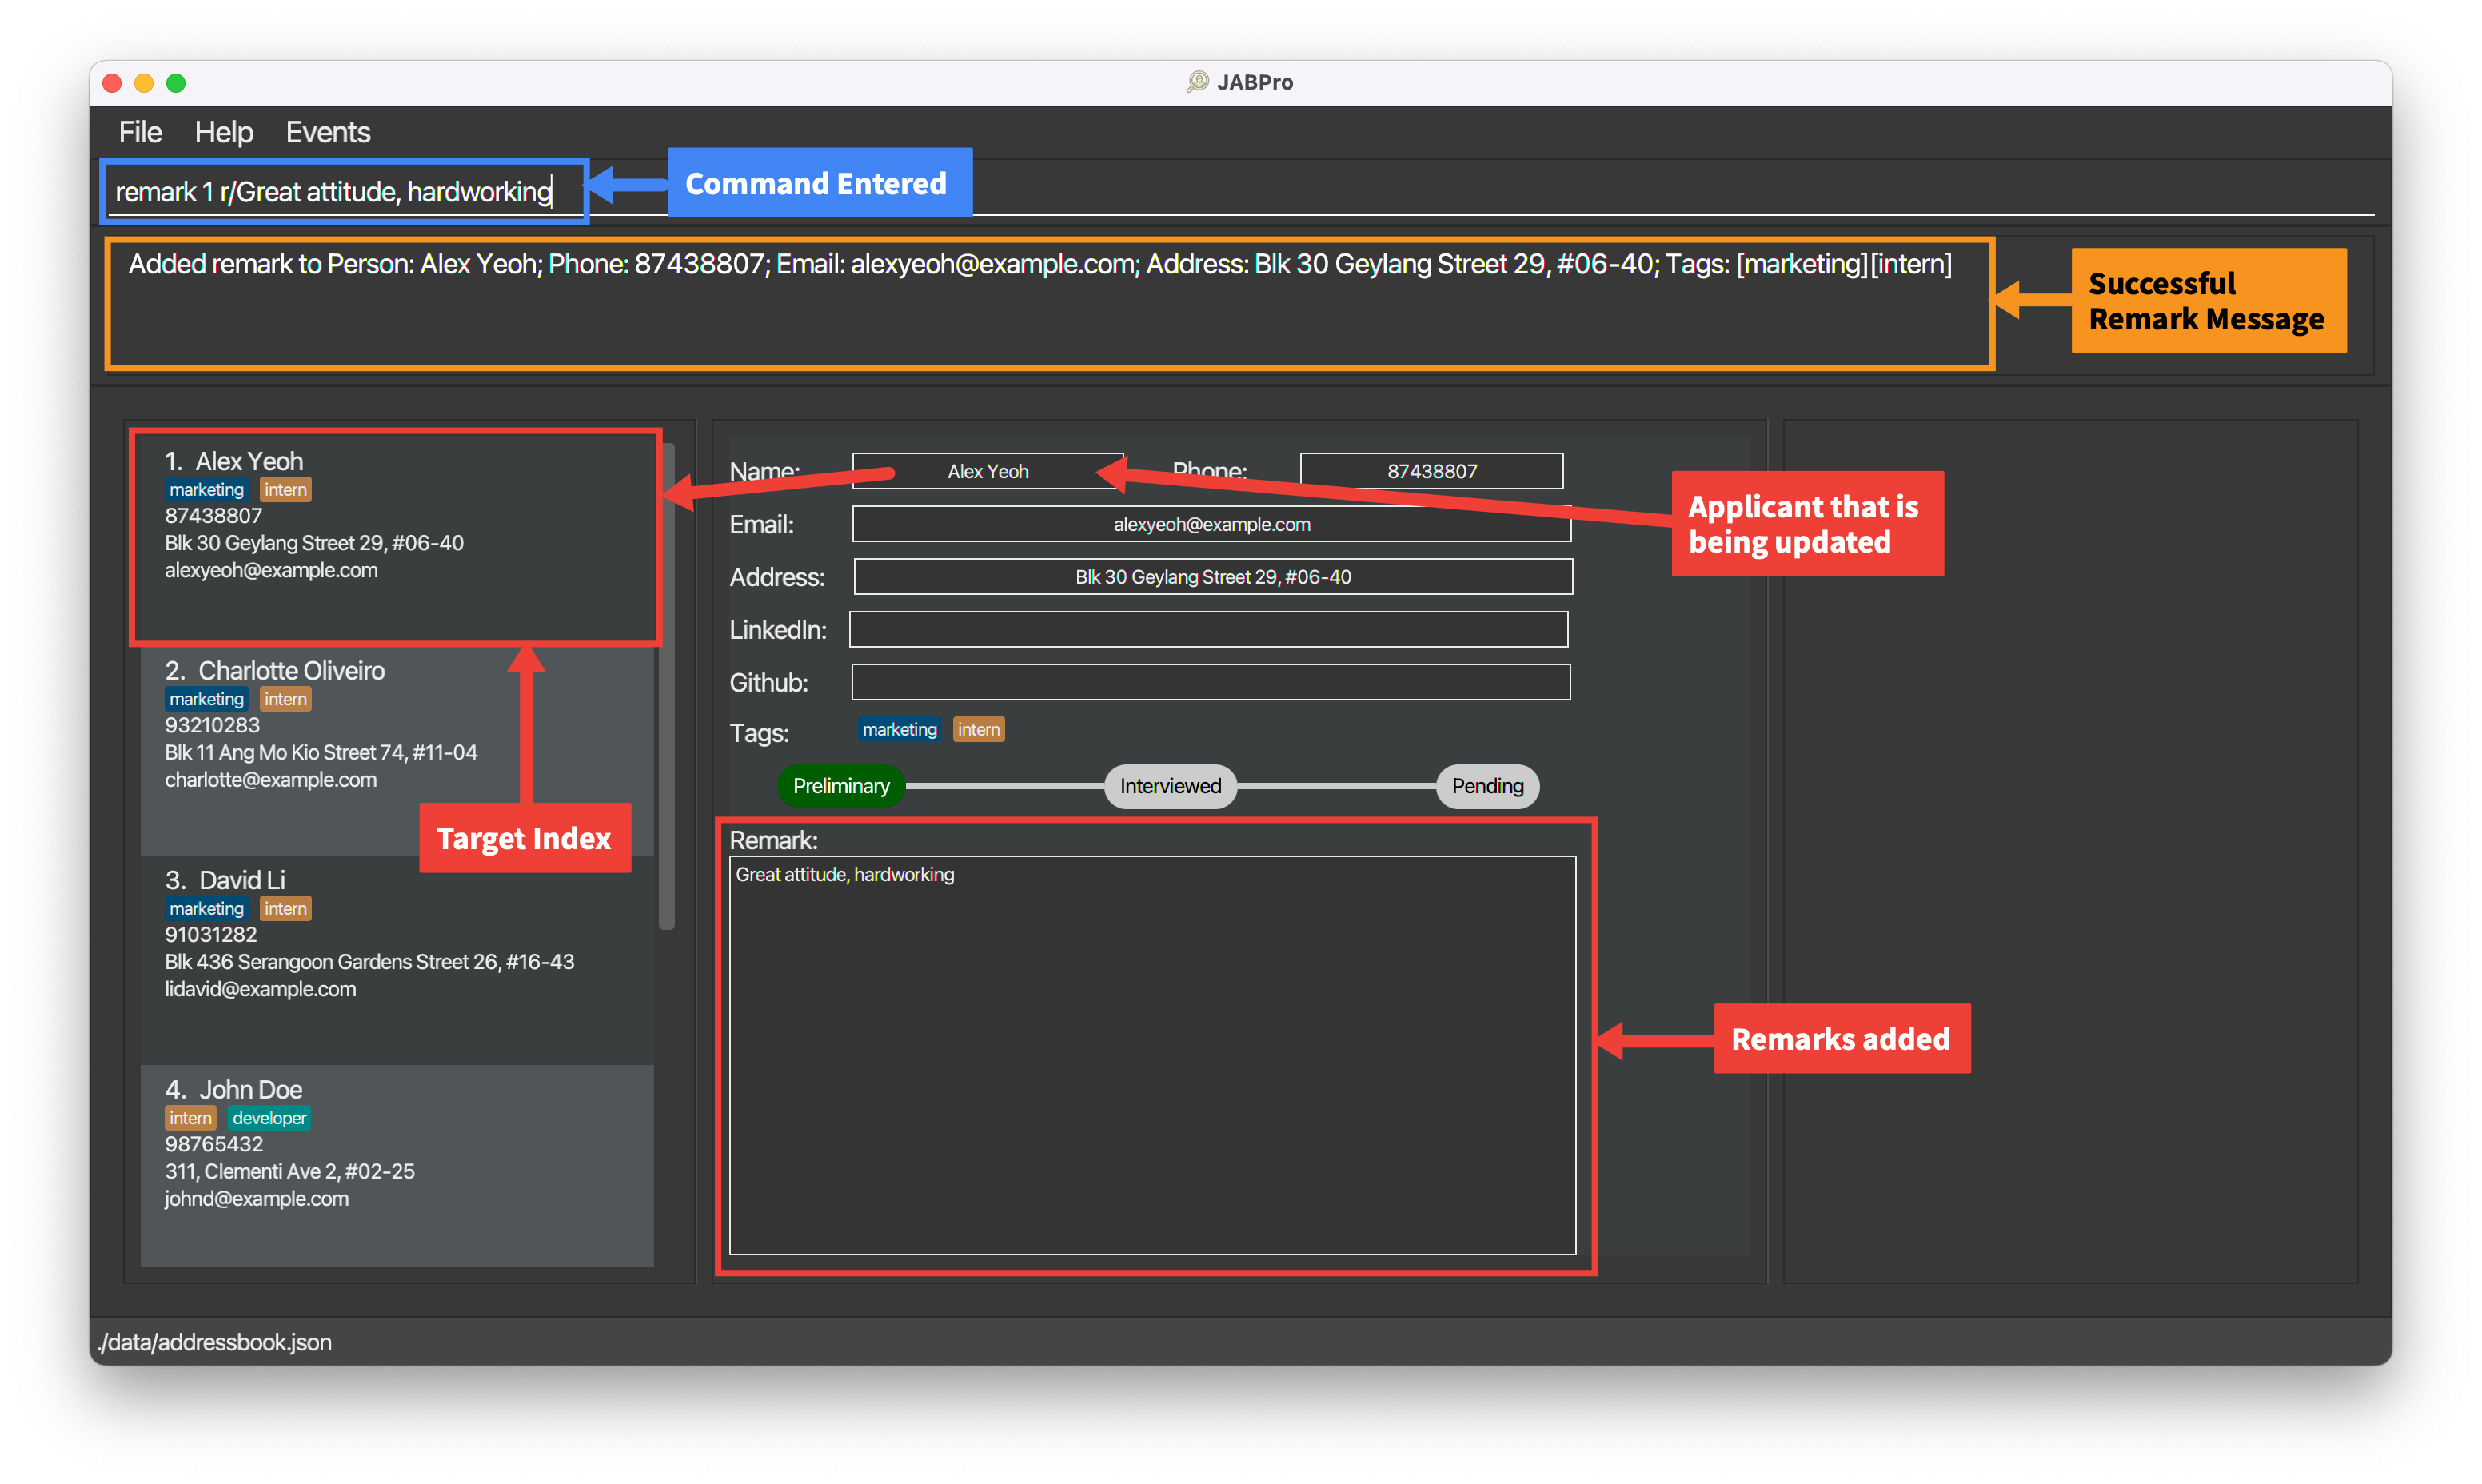 JABPro
File Help Events
remark 1 r/Great attitude, hardworking
Command Entered
Added remark to Person: Alex Yeoh; Phone: 87438807; Email: alexyeoh@example.com; Address: Blk 30 Geylang Street 29, #06-40; Tags: [marketing][intern]
Successful
Remark Message
1. Alex Yeoh
marketing intern
87438807
Blk 30 Geylang Street 29, #06-40
alexyeoh@example.com
2. Charlotte Oliveiro
marketing intern
93210283
Blk 11 Ang Mo Kio Street 74, #11-04
charlotte@example.com
Target Index
3. David Li
marketing intern
91031282
Blk 436 Serangoon Gardens Street 26, #16-43
lidavid@example.com
4. John Doe
intern developer
98765432
311, Clementi Ave 2, #02-25
johnd@example.com
Name: Alex Yeoh Phone: 87438807
Email: alexyeoh@example.com
Address: Blk 30 Geylang Street 29, #06-40
LinkedIn:
Github:
Tags: marketing intern
Preliminary Interviewed Pending
Remark:
Great attitude, hardworking
Applicant that is
being updated
Remarks added
./data/addressbook.json